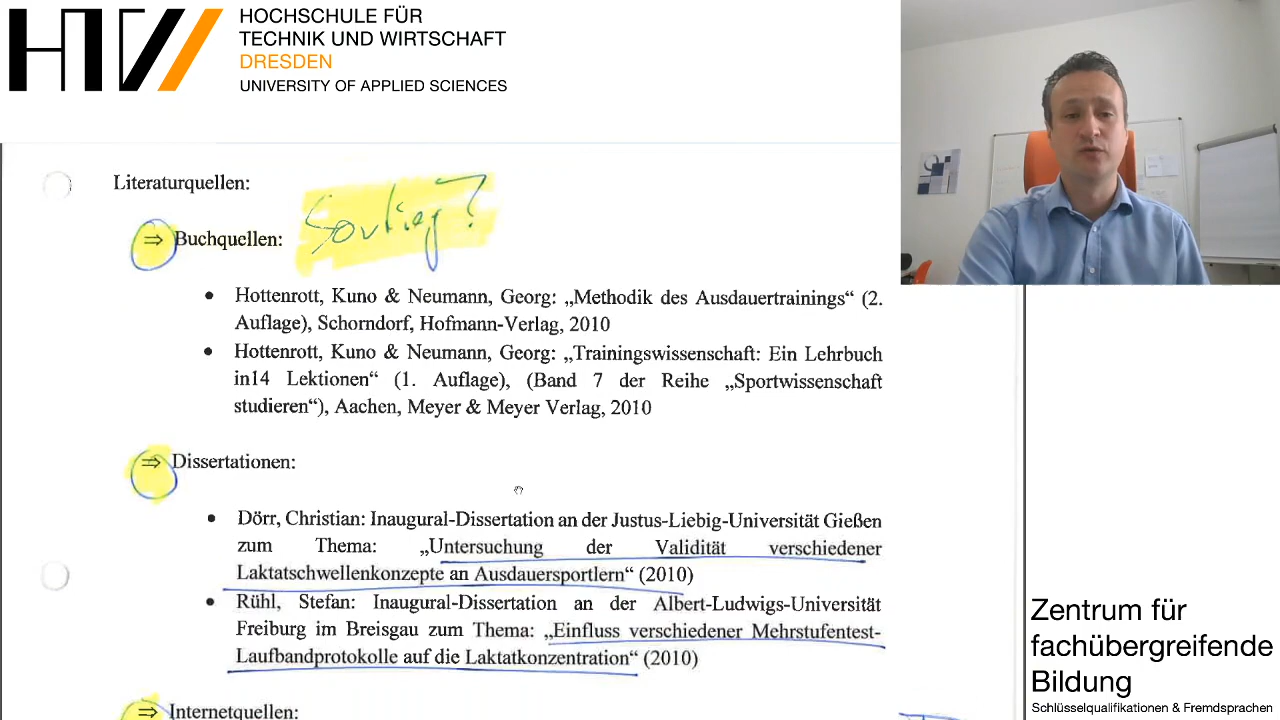 HTW
HOCHSCHULE FÜR
TECHNIK UND WIRTSCHAFT
DRESDEN
UNIVERSITY OF APPLIED SCIENCES
Literaturquellen:
⇒ Buchquellen:
• Hottenrott, Kuno & Neumann, Georg: „Methodik des Ausdauertrainings“ (2.
Auflage), Schorndorf, Hofmann-Verlag, 2010
• Hottenrott, Kuno & Neumann, Georg: „Trainingswissenschaft: Ein Lehrbuch
in14 Lektionen“ (1. Auflage), (Band 7 der Reihe „Sportwissenschaft
studieren“), Aachen, Meyer & Meyer Verlag, 2010
⇒ Dissertationen:
• Dörr, Christian: Inaugural-Dissertation an der Justus-Liebig-Universität Gießen
zum Thema: „Untersuchung der Validität verschiedener
Laktatschwellenkonzepte an Ausdauersportlern“ (2010)
• Rühl, Stefan: Inaugural-Dissertation an der Albert-Ludwigs-Universität
Freiburg im Breisgau zum Thema: „Einfluss verschiedener Mehrstufentest-
Laufbandprotokolle auf die Laktatkonzentration“ (2010)
⇒ Internetquellen:
Zentrum für
fachübergreifende
Bildung
Schlüsselqualifikationen & Fremdsprachen